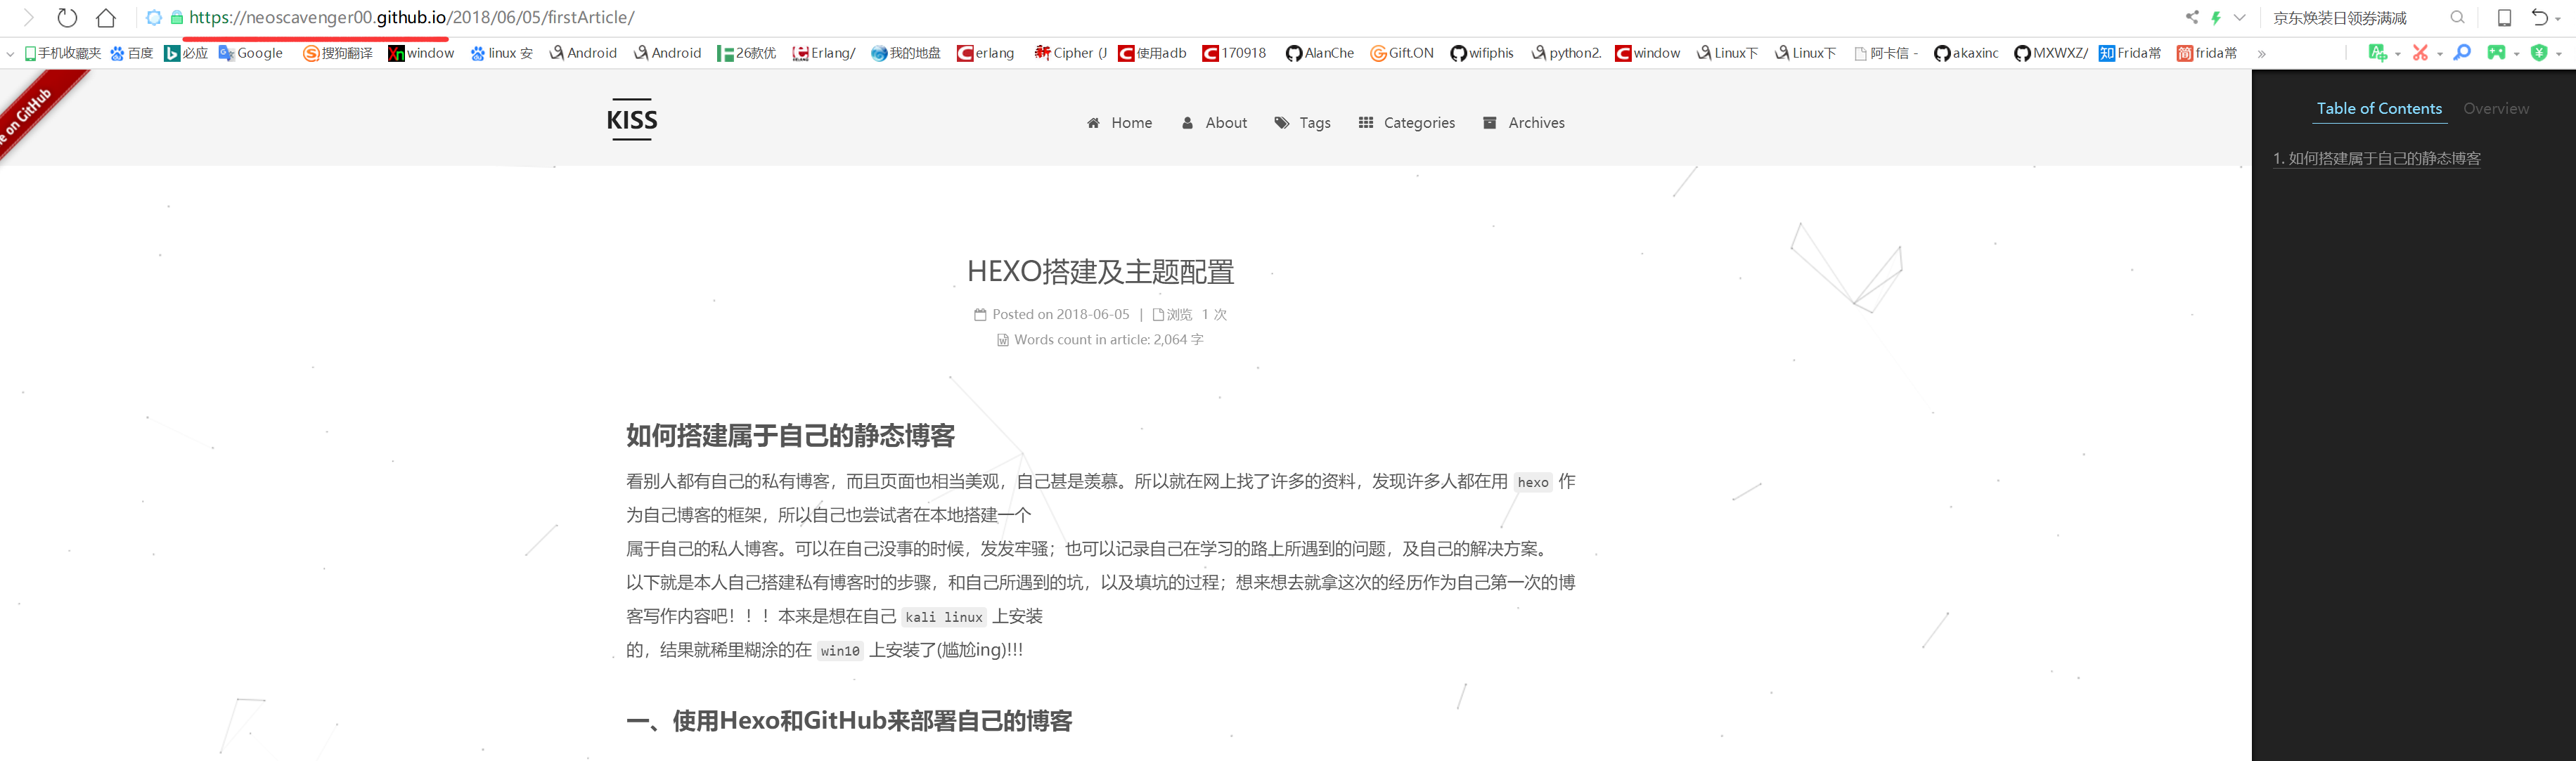 https://neoscavenger00.github.io/2018/06/05/firstArticle/
京东焕装日领券满减
手机收藏夹 百度 必应 Google 搜狗翻译 window linux 安 Android Android 26款优 Erlang/ 我的地盘 erlang Cipher (J 使用adb 170918 AlanChe Gift.ON wifiphis python2. window Linux下 Linux下 阿卡信 - akaxinc MXWXZ/ Frida常 frida常 »
e on GitHub
KISS
Home About Tags Categories Archives
Table of Contents Overview
1. 如何搭建属于自己的静态博客
HEXO搭建及主题配置
Posted on 2018-06-05 | 浏览 1 次
Words count in article: 2,064 字
如何搭建属于自己的静态博客
看别人都有自己的私有博客，而且页面也相当美观，自己甚是羡慕。所以就在网上找了许多的资料，发现许多人都在用 hexo 作
为自己博客的框架，所以自己也尝试者在本地搭建一个
属于自己的私人博客。可以在自己没事的时候，发发牢骚；也可以记录自己在学习的路上所遇到的问题，及自己的解决方案。
以下就是本人自己搭建私有博客时的步骤，和自己所遇到的坑，以及填坑的过程；想来想去就拿这次的经历作为自己第一次的博
客写作内容吧！！！本来是想在自己 kali linux 上安装
的，结果就稀里糊涂的在 win10 上安装了(尴尬ing)!!!
一、使用Hexo和GitHub来部署自己的博客